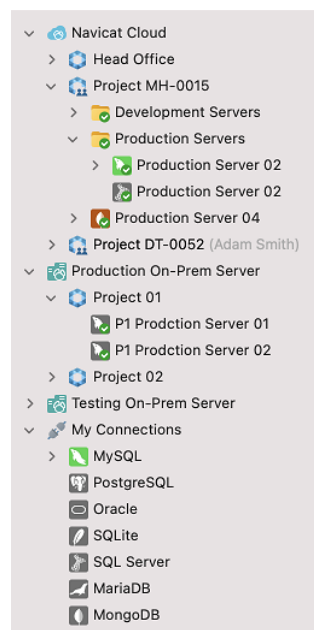 Navicat Cloud
Head Office
Project MH-0015
Development Servers
Production Servers
Production Server 02
Production Server 02
Production Server 04
Project DT-0052 (Adam Smith)
Production On-Prem Server
Project 01
P1 Prodction Server 01
P1 Prodction Server 02
Project 02
Testing On-Prem Server
My Connections
MySQL
PostgreSQL
Oracle
SQLite
SQL Server
MariaDB
MongoDB